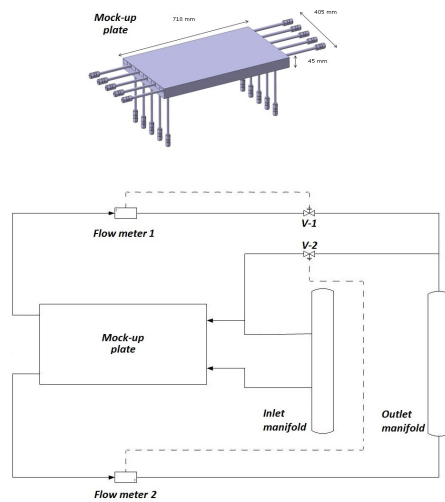 Mock-up
plate
718 mm
405 mm
45 mm
Flow meter 1
V-1
V-2
Mock-up
plate
Inlet
manifold
Outlet
manifold
Flow meter 2